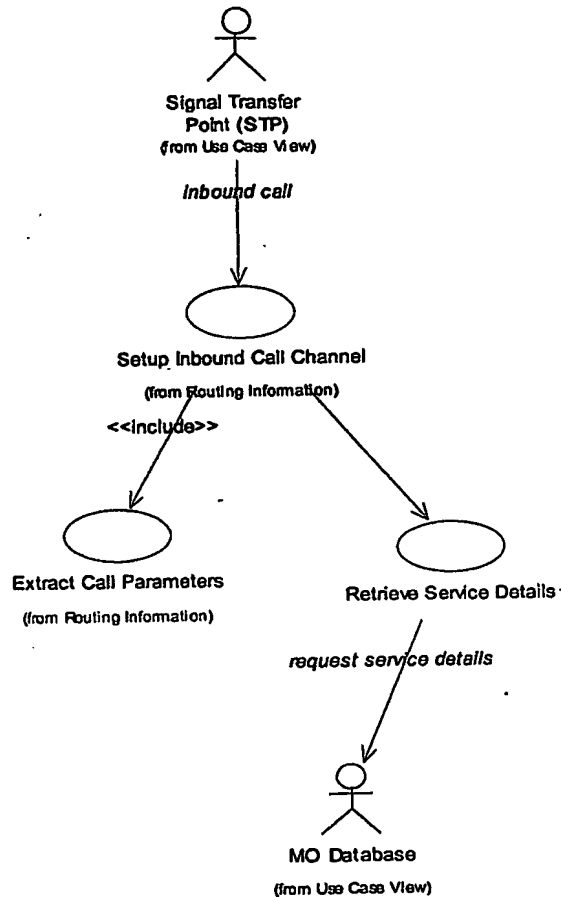 Signal Transfer
Point (STP)
(from Use Case View)
inbound call
Setup Inbound Call Channel
(from Routing Information)
<<include>>
Extract Call Parameters
(from Routing Information)
Retrieve Service Details
request service details
MO Database
(from Use Case View)